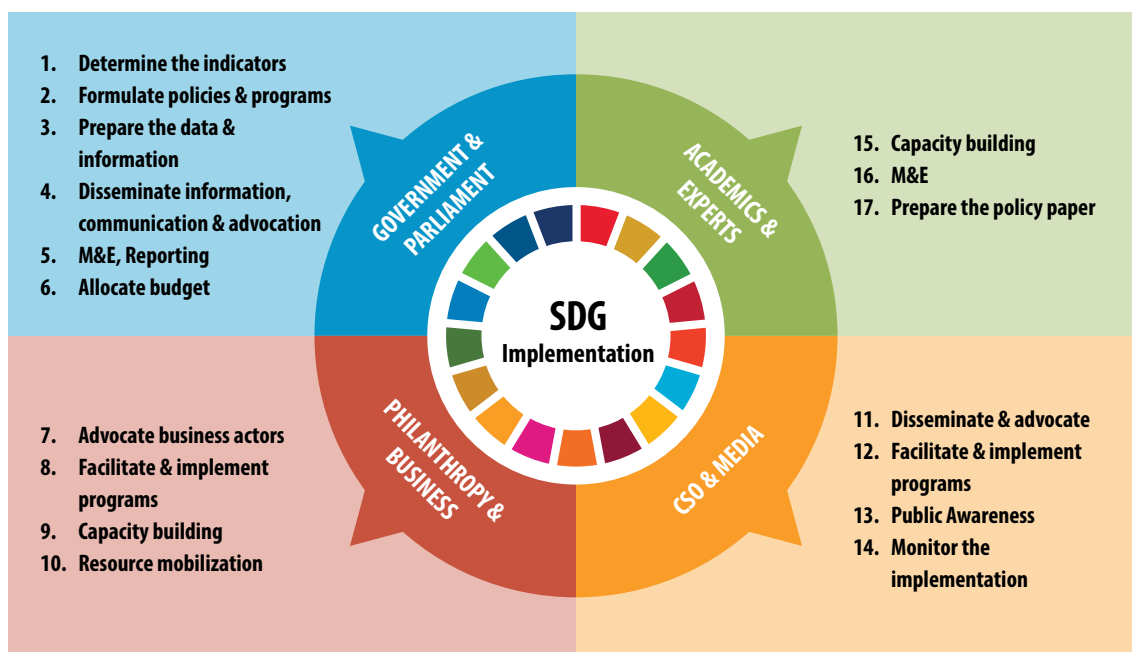 1. Determine the indicators
2. Formulate policies & programs
3. Prepare the data &
information
4. Disseminate information,
communication & advocation
5. M&E, Reporting
6. Allocate budget
GOVERNMENT &
PARLIAMENT
ACADEMICS &
EXPERTS
15. Capacity building
16. M&E
17. Prepare the policy paper
SDG
Implementation
7. Advocate business actors
8. Facilitate & implement
programs
9. Capacity building
10. Resource mobilization
PHILANTHROPY &
BUSINESS
CSO & MEDIA
11. Disseminate & advocate
12. Facilitate & implement
programs
13. Public Awareness
14. Monitor the
implementation